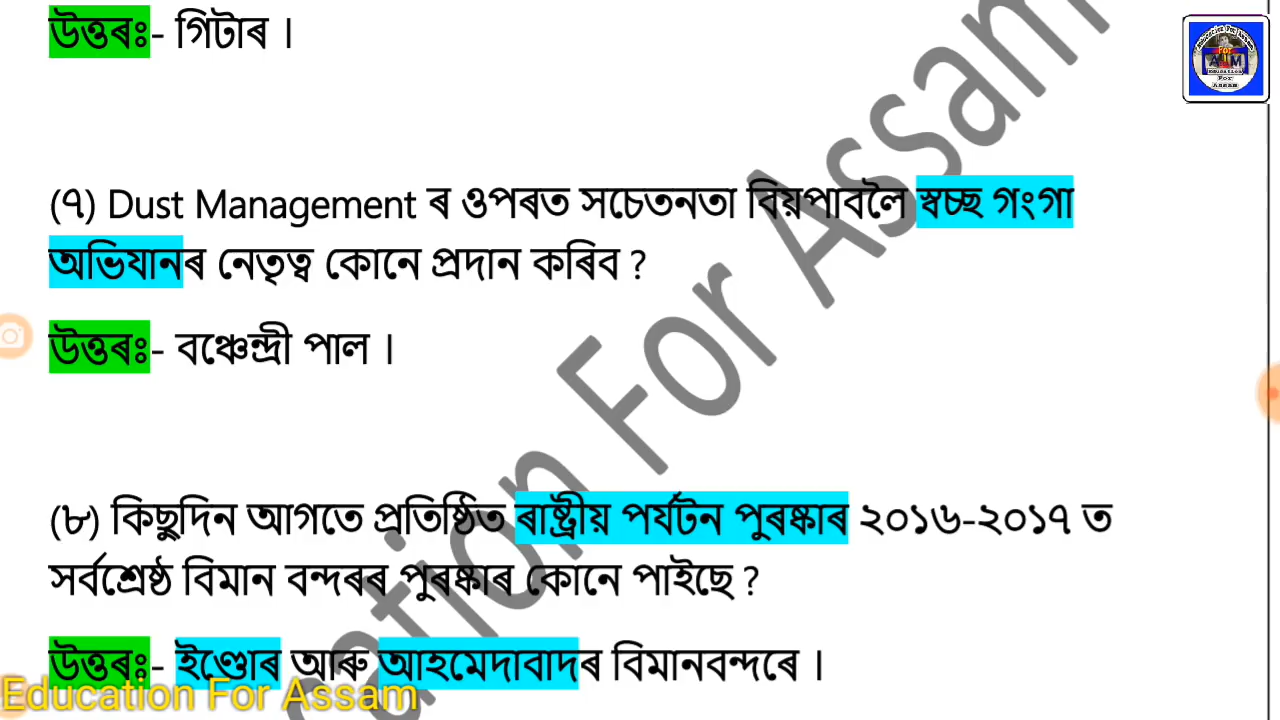 উত্তৰঃ- গিটাৰ ।
(৭) Dust Management ৰ ওপৰত সচেতনতা বিয়পাবলৈ স্বচ্ছ গংগা
অভিযানৰ নেতৃত্ব কোনে প্ৰদান কৰিব ?
উত্তৰঃ- বঞ্চেন্দ্ৰী পাল ।
(৮) কিছুদিন আগতে প্ৰতিষ্ঠিত ৰাষ্ট্ৰীয় পৰ্যটন পুৰষ্কাৰ ২০১৬-২০১৭ ত
সৰ্বশ্ৰেষ্ঠ বিমান বন্দৰৰ পুৰষ্কাৰ কোনে পাইছে ?
উত্তৰঃ- ইণ্ডোৰ আৰু আহমেদাবাদৰ বিমানবন্দৰে ।
Education For Assam
ation For Assam